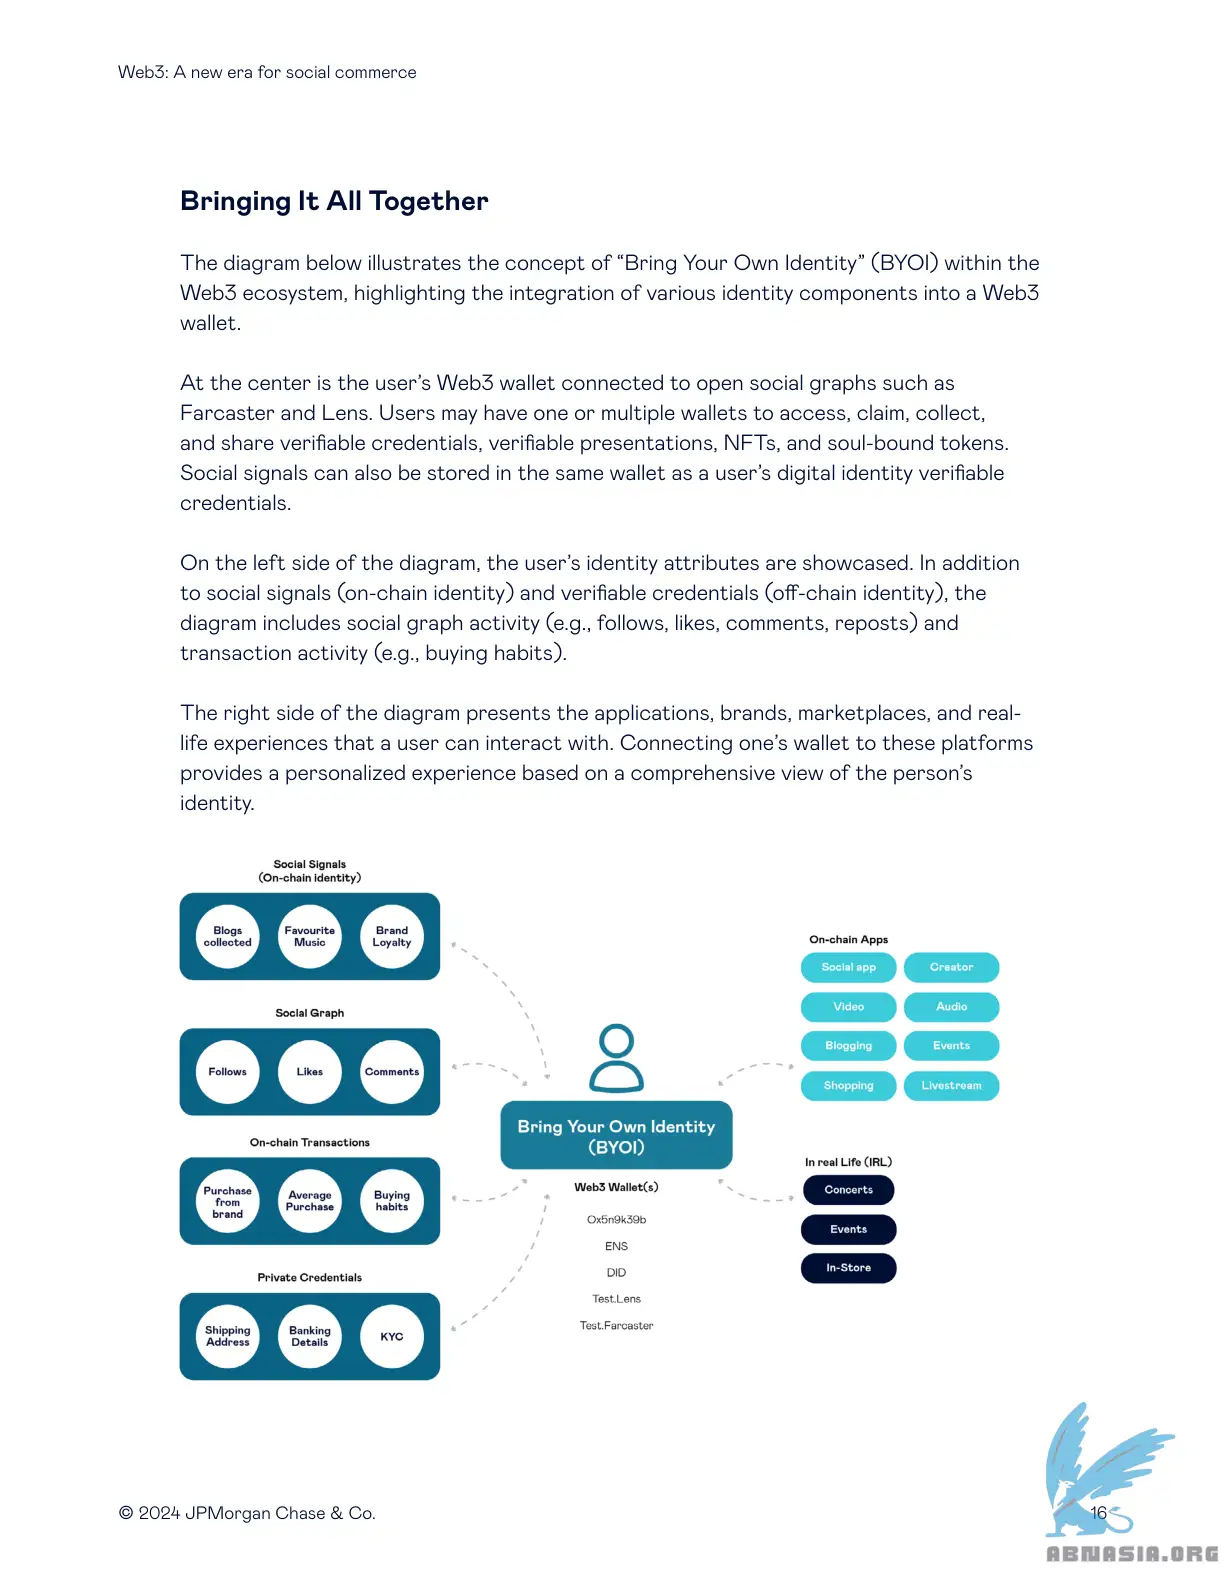 Web3: A new era for social commerce
Bringing It All Together
The diagram below illustrates the concept of “Bring Your Own Identity” (BYOI) within the
Web3 ecosystem, highlighting the integration of various identity components into a Web3
wallet.
At the center is the user’s Web3 wallet connected to open social graphs such as
Farcaster and Lens. Users may have one or multiple wallets to access, claim, collect,
and share verifiable credentials, verifiable presentations, NFTs, and soul-bound tokens.
Social signals can also be stored in the same wallet as a user’s digital identity verifiable
credentials.
On the left side of the diagram, the user’s identity attributes are showcased. In addition
to social signals (on-chain identity) and verifiable credentials (off-chain identity), the
diagram includes social graph activity (e.g., follows, likes, comments, reposts) and
transaction activity (e.g., buying habits).
The right side of the diagram presents the applications, brands, marketplaces, and real-
life experiences that a user can interact with. Connecting one’s wallet to these platforms
provides a personalized experience based on a comprehensive view of the person’s
identity.
Social Signals
(On-chain identity)
Blogs
collected
Favourite
Music
Brand
Loyalty
Social Graph
Follows
Likes
Comments
On-chain Transactions
Purchase
from
brand
Average
Purchase
Buying
habits
Private Credentials
Shipping
Address
Banking
Details
KYC
Bring Your Own Identity
(BYOI)
Web3 Wallet(s)
Ox5n9k39b
ENS
DID
Test.Lens
Test.Farcaster
On-chain Apps
Social app
Creator
Video
Audio
Blogging
Events
Shopping
Livestream
In real Life (IRL)
Concerts
Events
In-Store
© 2024 JPMorgan Chase & Co.
16
ABNASIA.ORG